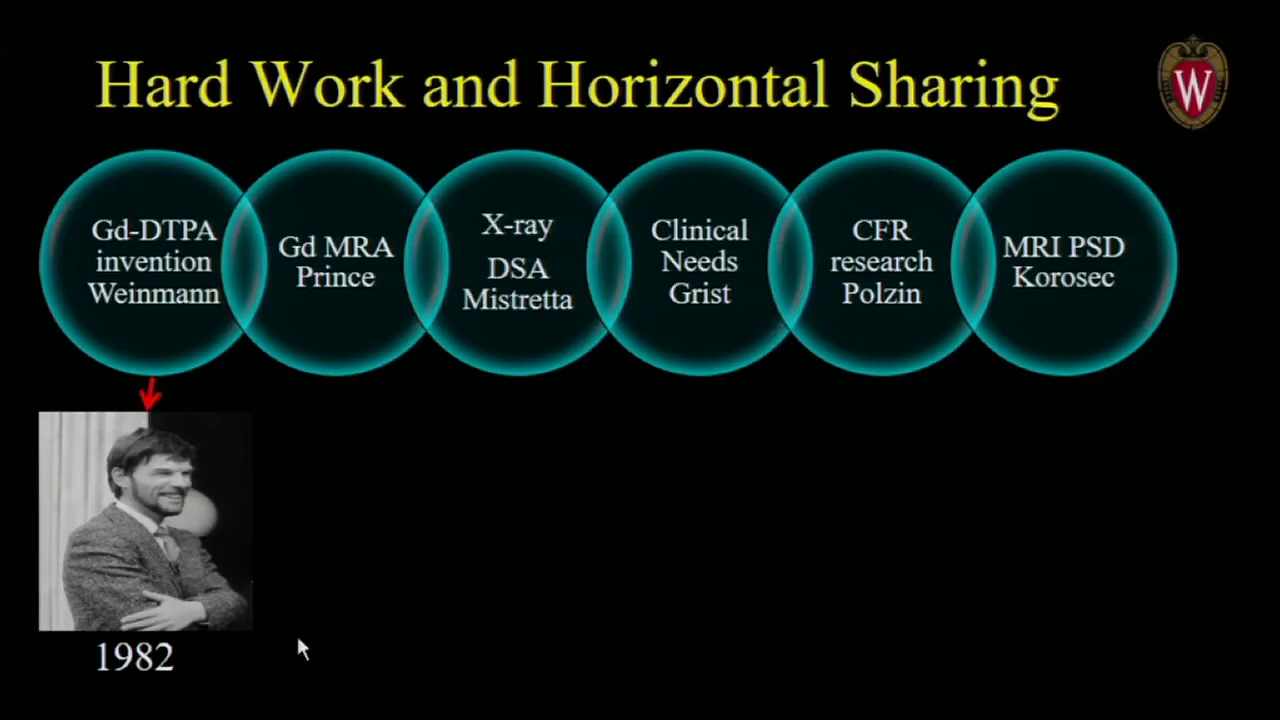 Hard Work and Horizontal Sharing
W
Gd-DTPA
invention
Weinmann
Gd MRA
Prince
X-ray
DSA
Mistretta
Clinical
Needs
Grist
CFR
research
Polzin
MRI PSD
Korosec
1982